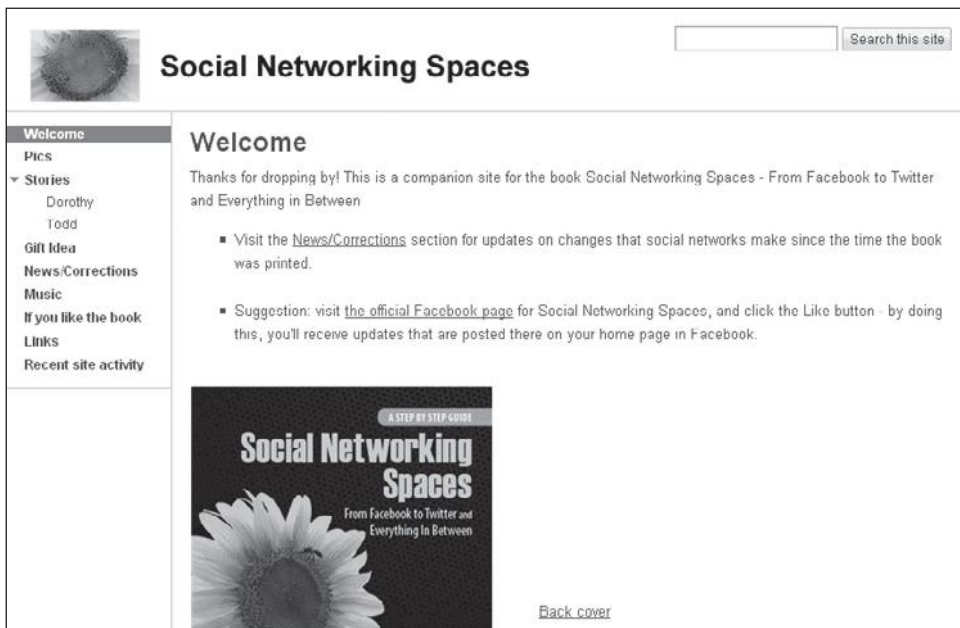 Search this site
Social Networking Spaces
Welcome
Pics
Stories
Dorothy
Todd
Gift Idea
News/Corrections
Music
If you like the book
Links
Recent site activity
Welcome
Thanks for dropping by! This is a companion site for the book Social Networking Spaces - From Facebook to Twitter
and Everything in Between
Visit the News/Corrections section for updates on changes that social networks make since the time the book
was printed.
Suggestion: visit the official Facebook page for Social Networking Spaces, and click the Like button - by doing
this, you'll receive updates that are posted there on your home page in Facebook.
A STEP BY STEP GUIDE
Social Networking
Spaces
From Facebook to Twitter and
Everything In Between
Back cover